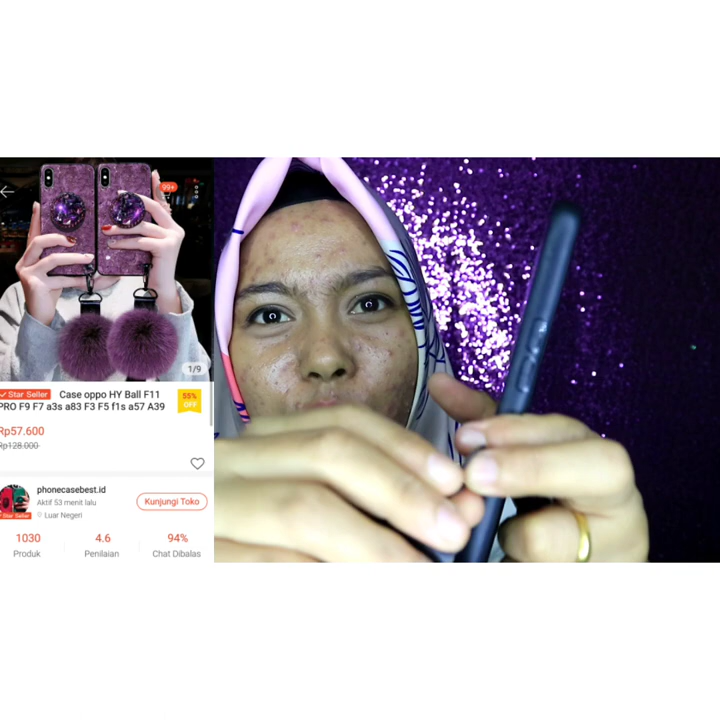 99+
1/9
Star Seller Case oppo HY Ball F11
PRO F9 F7 a3s a83 F3 F5 f1s a57 A39
55%
OFF
Rp57.600
Rp128.000
phonecasebest.id
Aktif 53 menit lalu
Luar Negeri
Star Seller
Kunjungi Toko
1030
Produk
4.6
Penilaian
94%
Chat Dibalas